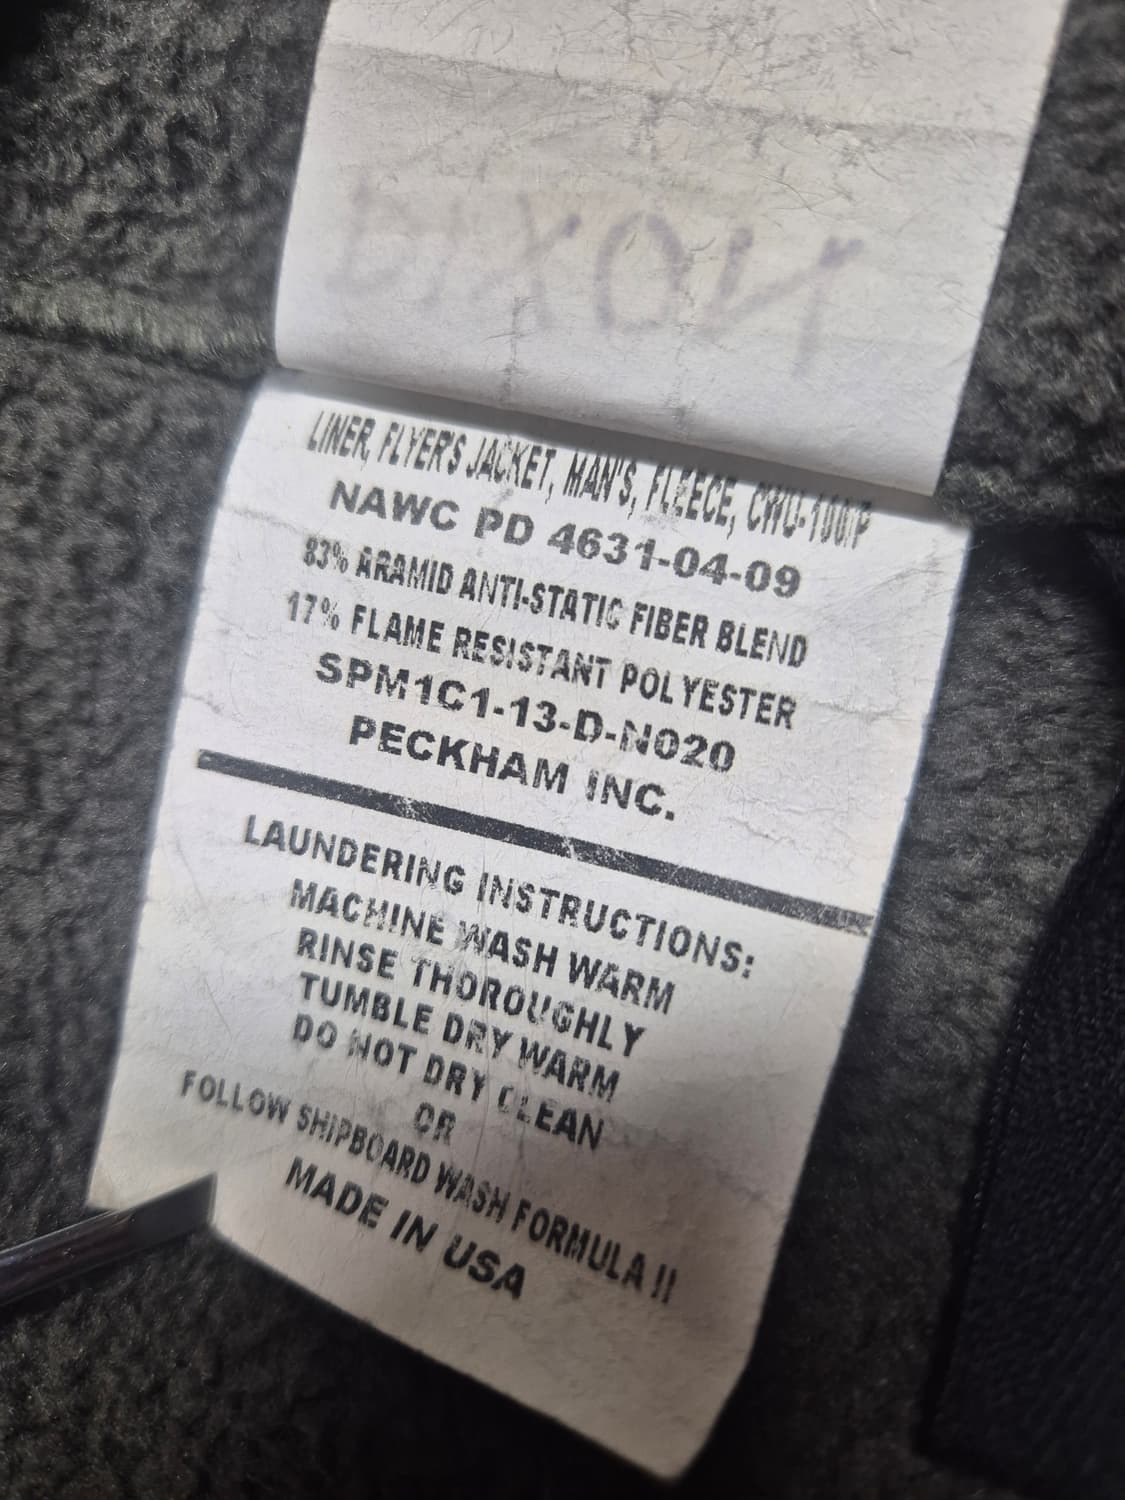 DIXON
LINER, FLYER'S JACKET, MAN'S, FLEECE, CWU-100/P
NAWC PD 4631-04-09
83% ARAMID ANTI-STATIC FIBER BLEND
17% FLAME RESISTANT POLYESTER
SPM1C1-13-D-N020
PECKHAM INC.
LAUNDERING INSTRUCTIONS:
MACHINE WASH WARM
RINSE THOROUGHLY
TUMBLE DRY WARM
DO NOT DRY CLEAN
OR
FOLLOW SHIPBOARD WASH FORMULA II
MADE IN USA